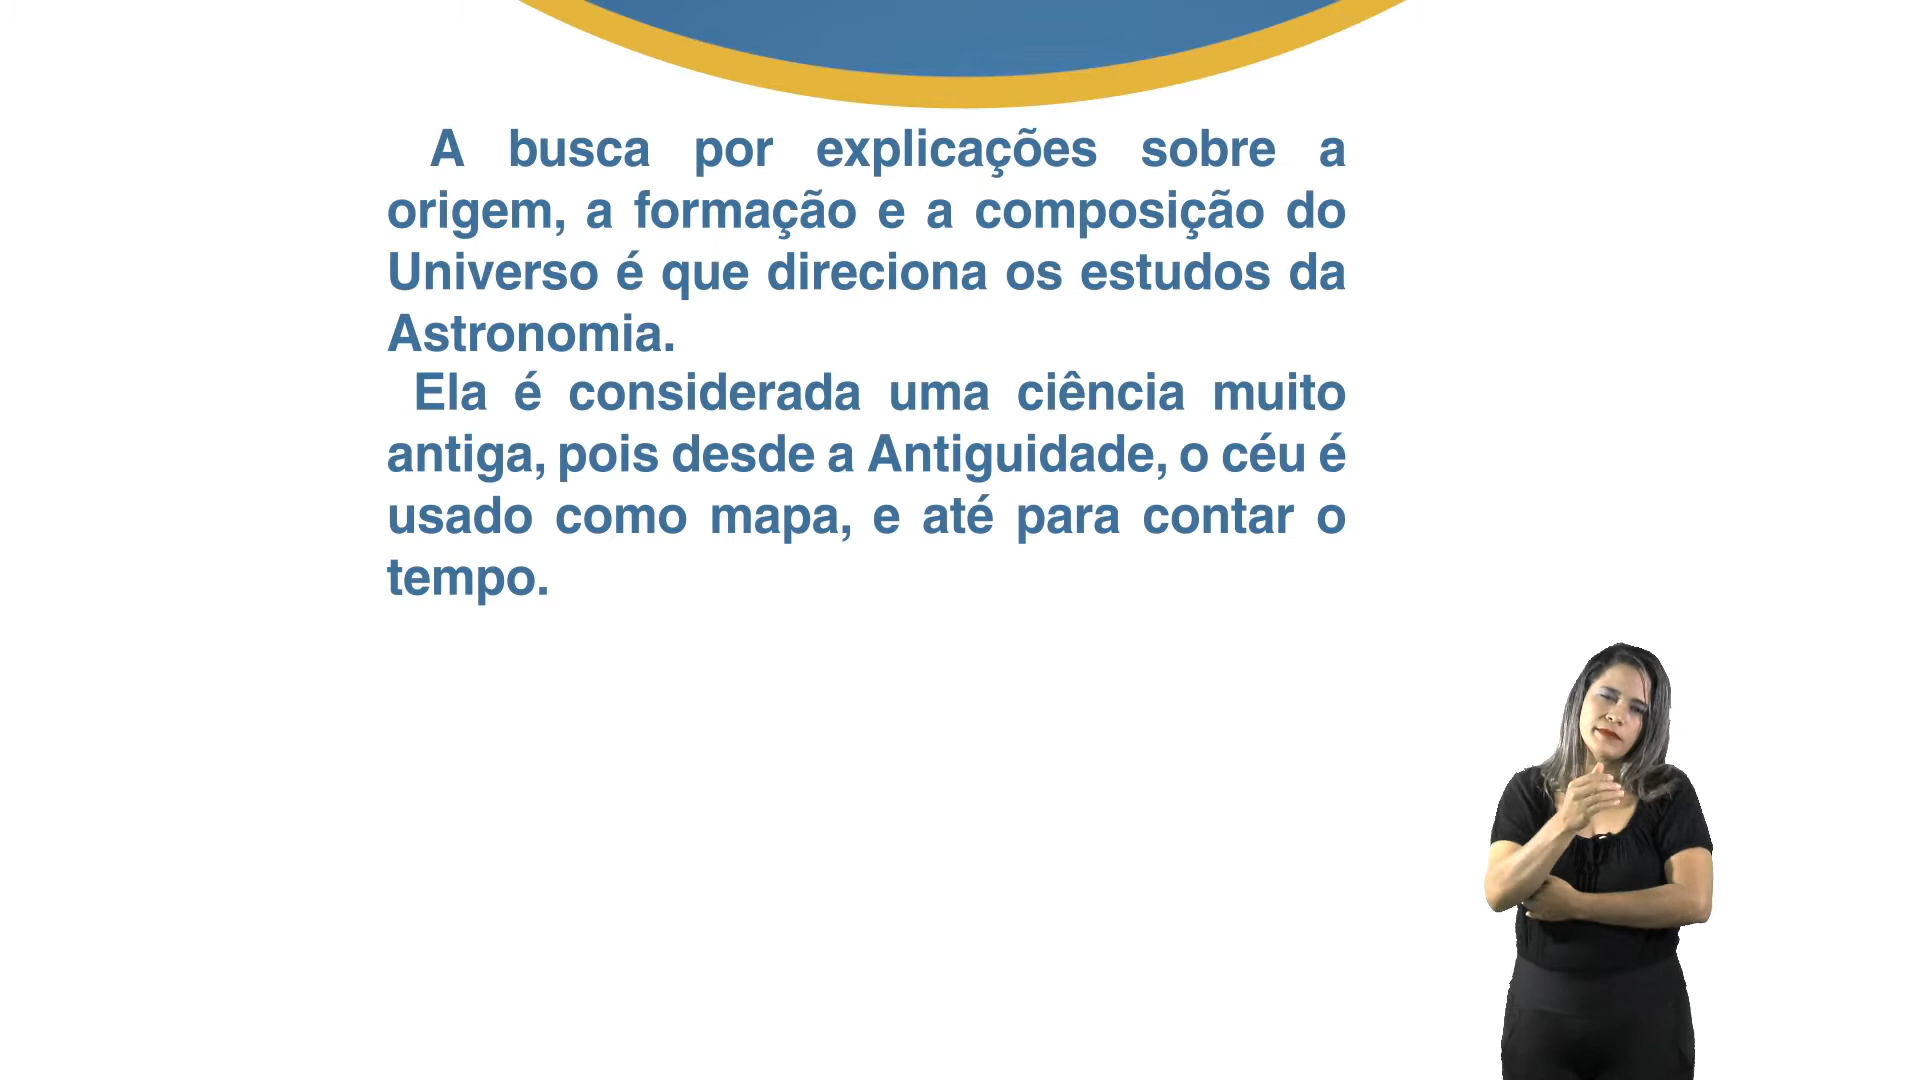 A busca por explicações sobre a
origem, a formação e a composição do
Universo é que direciona os estudos da
Astronomia.
Ela é considerada uma ciência muito
antiga, pois desde a Antiguidade, o céu é
usado como mapa, e até para contar o
tempo.